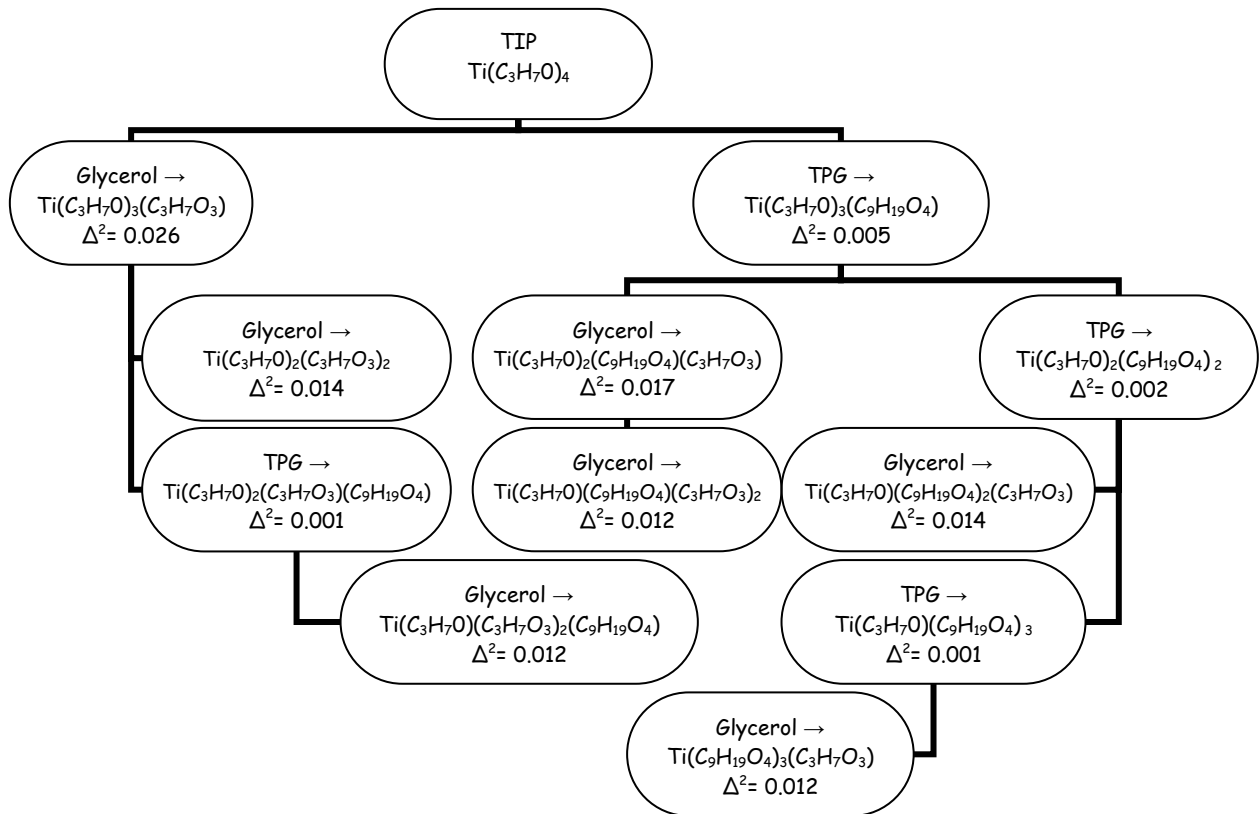 TIP
Ti(C₃H₇0)₄
Glycerol →
Ti(C₃H₇0)₃(C₃H₇O₃)
Δ²= 0.026
TPG →
Ti(C₃H₇0)₃(C₉H₁₉O₄)
Δ²= 0.005
Glycerol →
Ti(C₃H₇0)₂(C₃H₇O₃)₂
Δ²= 0.014
Glycerol →
Ti(C₃H₇0)₂(C₉H₁₉O₄)(C₃H₇O₃)
Δ²= 0.017
TPG →
Ti(C₃H₇0)₂(C₉H₁₉O₄)₂
Δ²= 0.002
TPG →
Ti(C₃H₇0)₂(C₃H₇O₃)(C₉H₁₉O₄)
Δ²= 0.001
Glycerol →
Ti(C₃H₇0)(C₉H₁₉O₄)(C₃H₇O₃)₂
Δ²= 0.012
Glycerol →
Ti(C₃H₇0)(C₉H₁₉O₄)₂(C₃H₇O₃)
Δ²= 0.014
Glycerol →
Ti(C₃H₇0)(C₃H₇O₃)₂(C₉H₁₉O₄)
Δ²= 0.012
TPG →
Ti(C₃H₇0)(C₉H₁₉O₄)₃
Δ²= 0.001
Glycerol →
Ti(C₉H₁₉O₄)₃(C₃H₇O₃)
Δ²= 0.012